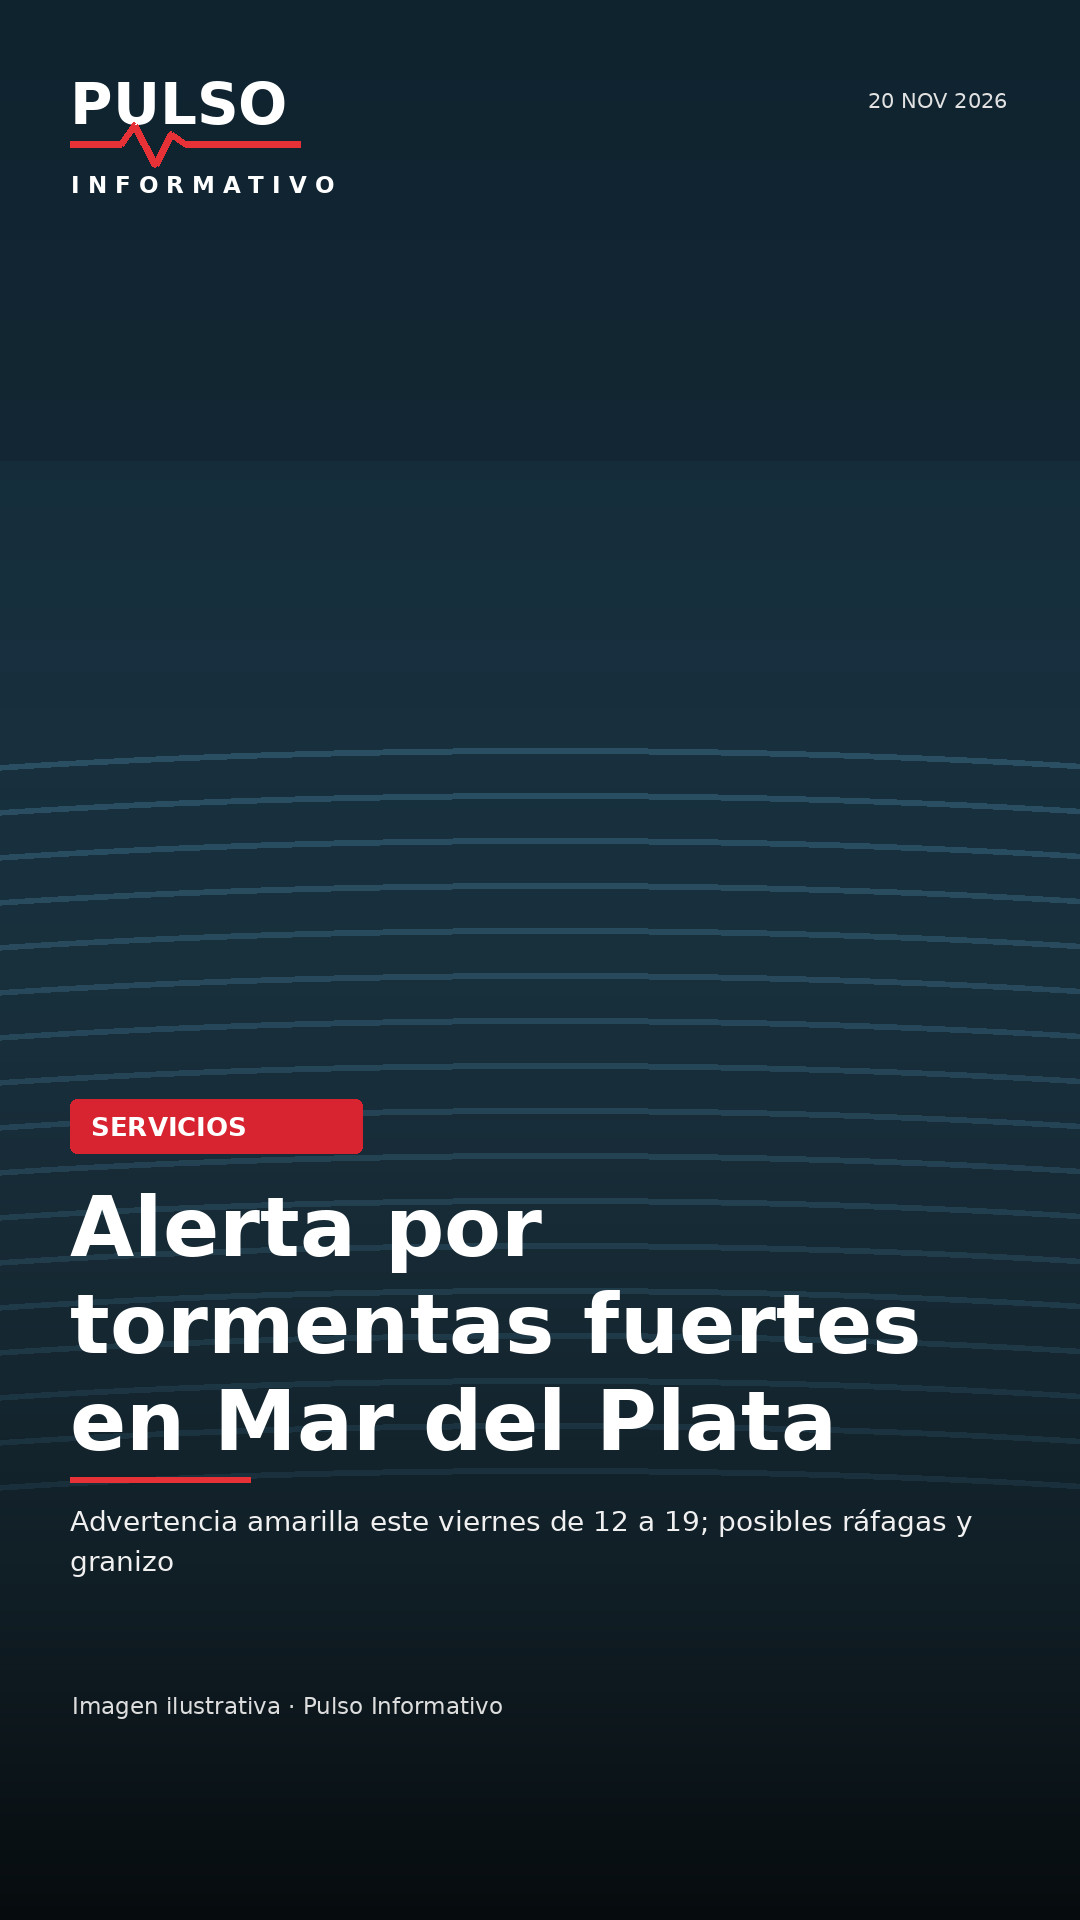 PULSO
INFORMATIVO
20 NOV 2026
SERVICIOS
Alerta por
tormentas fuertes
en Mar del Plata
Advertencia amarilla este viernes de 12 a 19; posibles ráfagas y
granizo
Imagen ilustrativa · Pulso Informativo